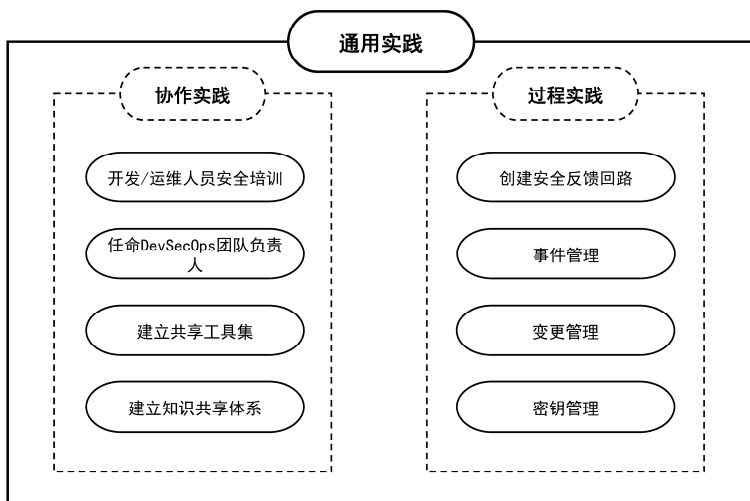 通用实践
协作实践
开发/运维人员安全培训
任命DevSecOps团队负责
人
建立共享工具集
建立知识共享体系
过程实践
创建安全反馈回路
事件管理
变更管理
密钥管理